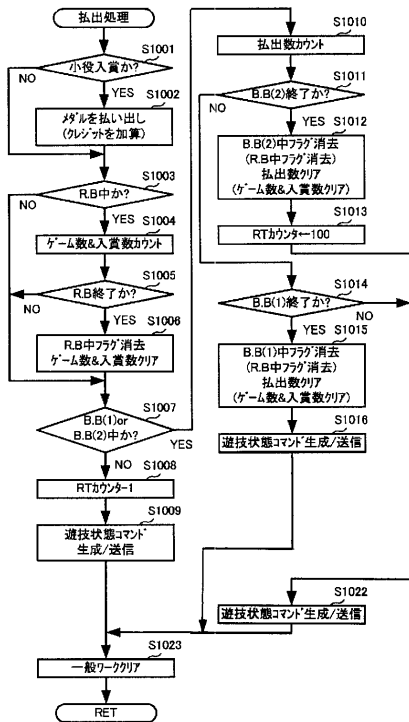 払出処理
S1001
小役入賞か?
NO
YES
S1002
ﾒﾀﾞﾙを払い出し
(ｸﾚｼﾞｯﾄを加算)
S1003
R.B中か?
NO
YES
S1004
ｹﾞｰﾑ数&入賞数ｶｳﾝﾄ
S1005
R.B終了か?
NO
YES
S1006
R.B中ﾌﾗｸﾞ消去
ｹﾞｰﾑ数&入賞数ｸﾘｱ
S1007
B.B(1)or
B.B(2)中か?
YES
NO
S1008
RTｶｳﾝﾀｰ1
S1009
遊技状態ｺﾏﾝﾄﾞ
生成/送信
S1010
払出数ｶｳﾝﾄ
S1011
B.B(2)終了か?
NO
YES
S1012
B.B(2)中ﾌﾗｸﾞ消去
(R.B中ﾌﾗｸﾞ消去)
払出数ｸﾘｱ
(ｹﾞｰﾑ数&入賞数ｸﾘｱ)
S1013
RTｶｳﾝﾀ←100
S1014
B.B(1)終了か?
NO
YES
S1015
B.B(1)中ﾌﾗｸﾞ消去
(R.B中ﾌﾗｸﾞ消去)
払出数ｸﾘｱ
(ｹﾞｰﾑ数&入賞数ｸﾘｱ)
S1016
遊技状態ｺﾏﾝﾄﾞ生成/送信
S1022
遊技状態ｺﾏﾝﾄﾞ生成/送信
S1023
一般ﾜｰｸｸﾘｱ
RET